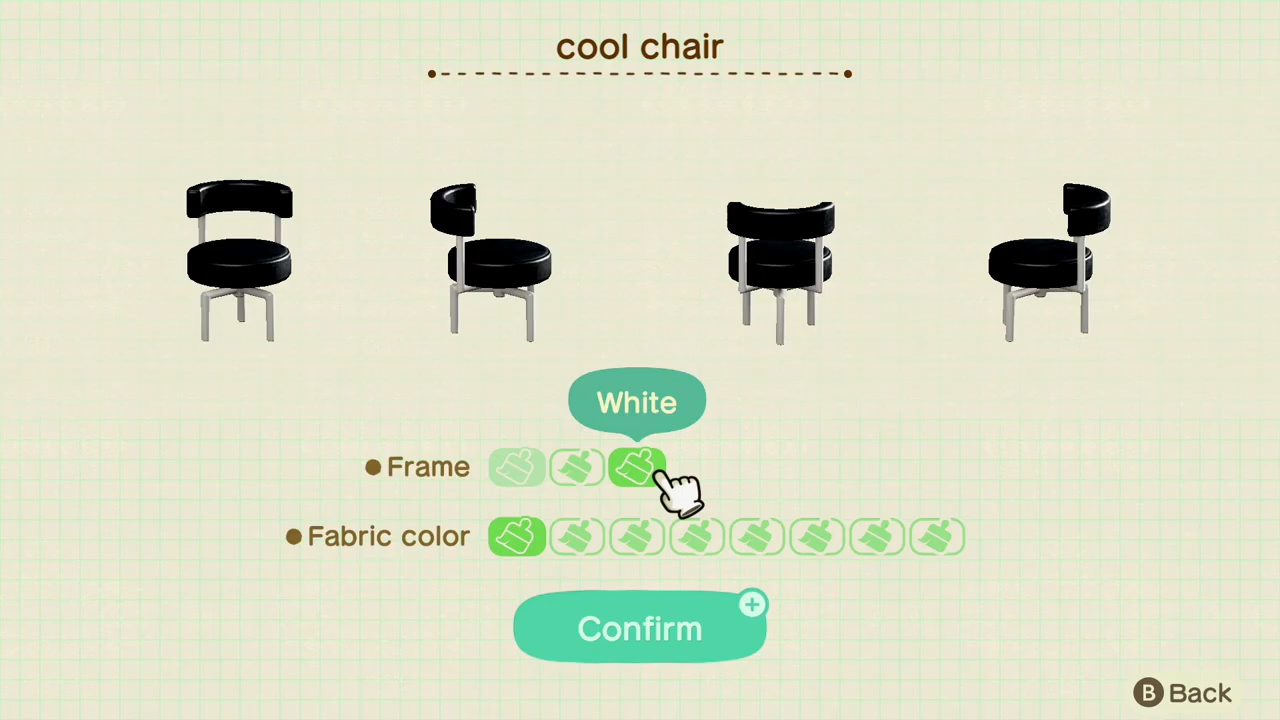 cool chair
White
Frame
Fabric color
Confirm
B Back